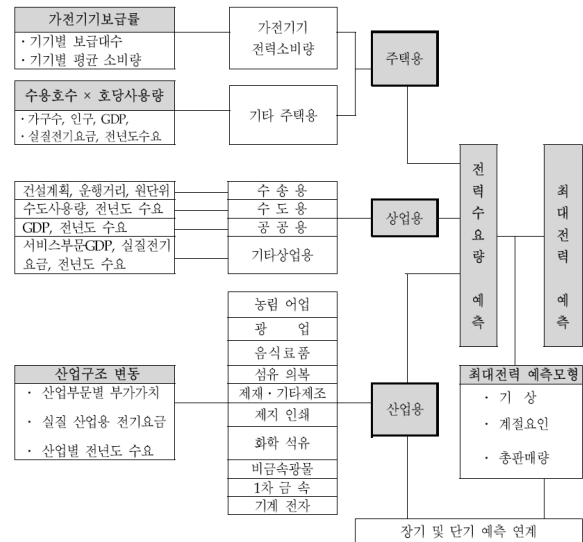 가전기기보급률
· 기기별 보급대수
· 기기별 평균 소비량
가전기기
전력소비량
주택용
수용호수 × 호당사용량
· 가구수, 인구, GDP,
· 실질전기요금, 전년도수요
기타 주택용
건설계획, 운행거리, 원단위
수도사용량, 전년도 수요
GDP, 전년도 수요
서비스부문GDP, 실질전기
요금, 전년도 수요
수 송 용
수 도 용
공 공 용
기타상업용
상업용
전
력
수
요
량
예
측
최
대
전
력
예
측
농림 어업
광 업
음식료품
섬유 의복
제재·기타제조
제지 인쇄
화학 석유
비금속광물
1차 금 속
기계 전자
산업구조 변동
· 산업부문별 부가가치
· 실질 산업용 전기요금
· 산업별 전년도 수요
산업용
최대전력 예측모형
· 기 상
· 계절요인
· 총판매량
장기 및 단기 예측 연계